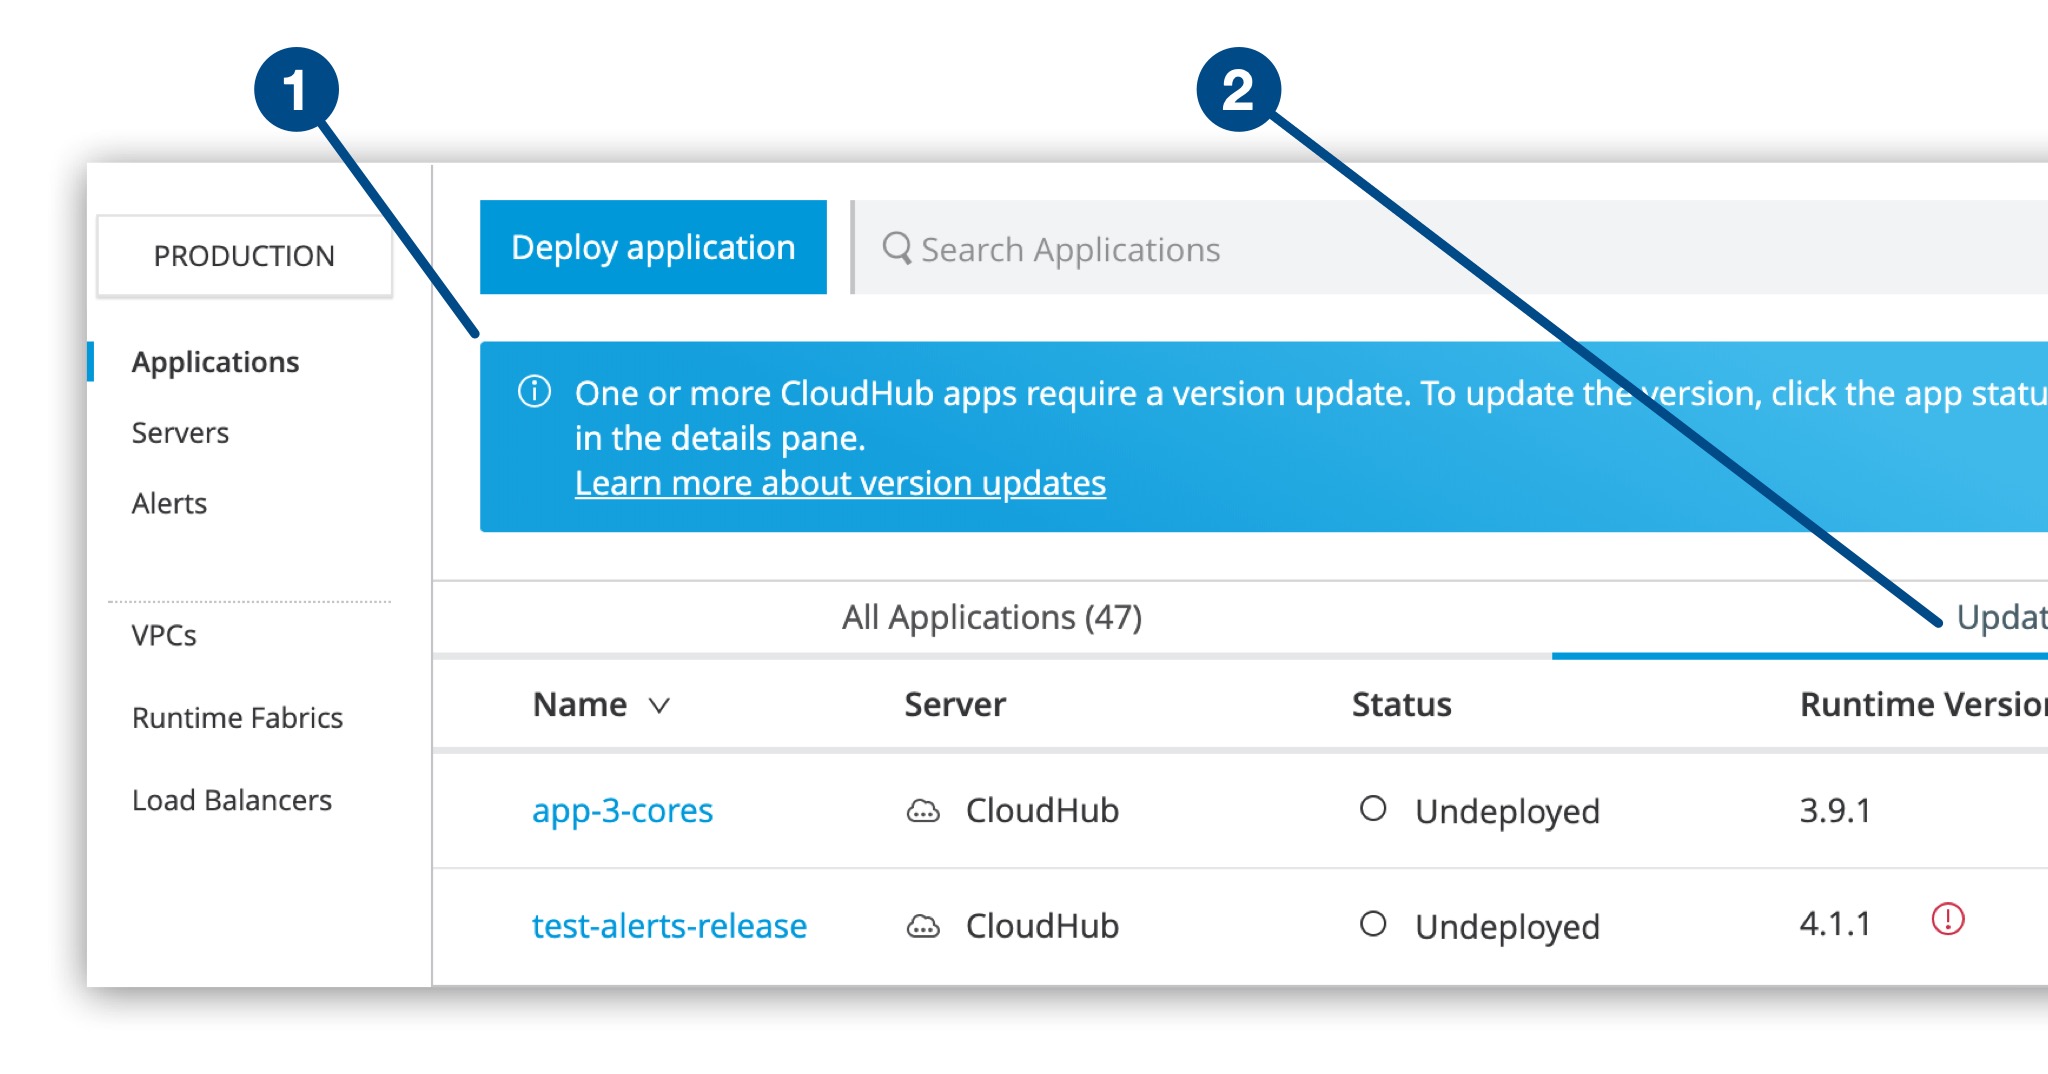 1
2
PRODUCTION
Deploy application
Search Applications
Applications
Servers
Alerts
VPCs
Runtime Fabrics
Load Balancers
One or more CloudHub apps require a version update. To update the version, click the app statu
in the details pane.
Learn more about version updates
All Applications (47)
Updat
Name Server Status Runtime Version
app-3-cores CloudHub Undeployed 3.9.1
test-alerts-release CloudHub Undeployed 4.1.1